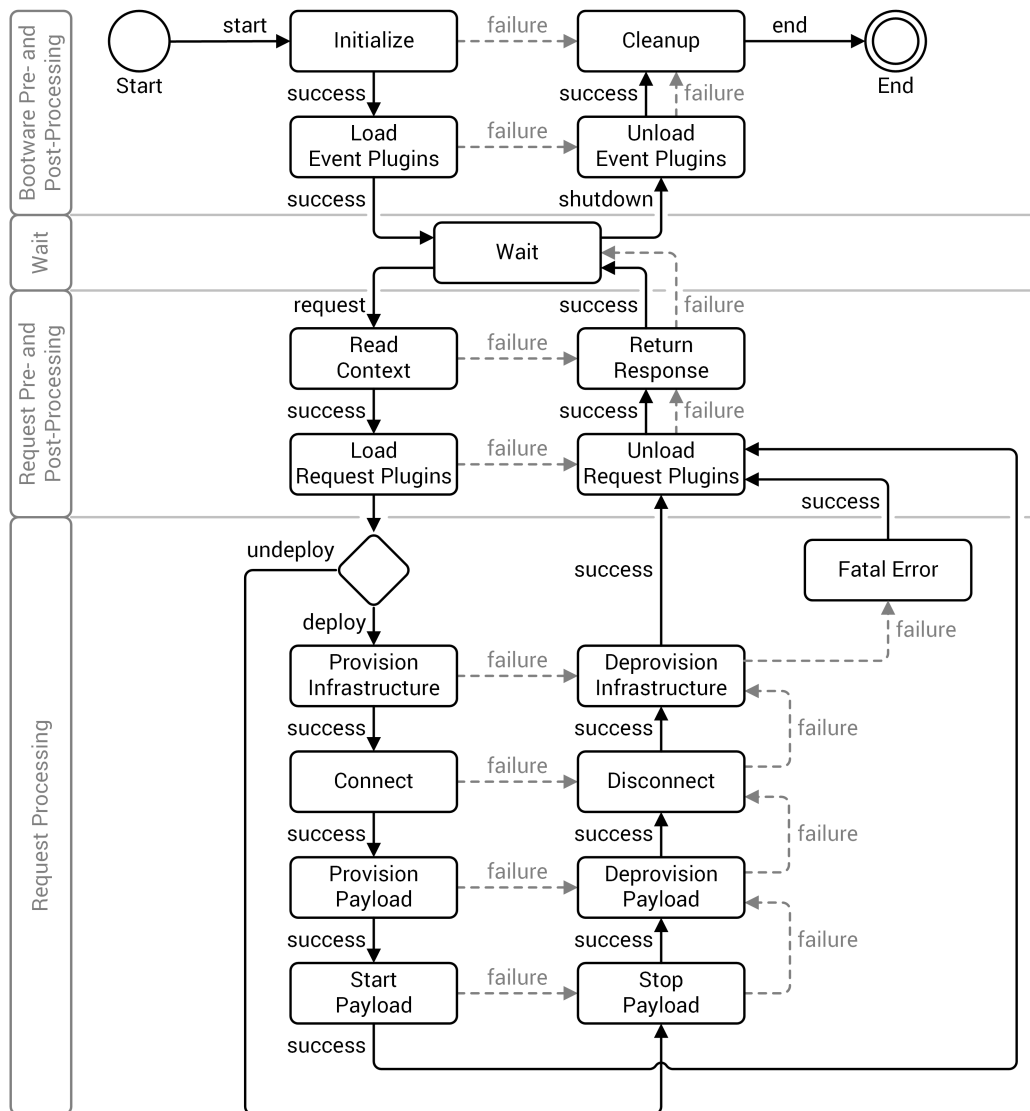 Bootware Pre- and
Post-Processing
Start
start
Initialize
failure
Cleanup
end
End
success
success
failure
Load
Event Plugins
failure
Unload
Event Plugins
success
shutdown
Wait
Wait
request
success
failure
Request Pre- and
Post-Processing
Read
Context
failure
Return
Response
success
success
failure
Load
Request Plugins
failure
Unload
Request Plugins
success
Request Processing
undeploy
success
Fatal Error
deploy
failure
Provision
Infrastructure
failure
Deprovision
Infrastructure
success
success
failure
Connect
failure
Disconnect
success
success
failure
Provision
Payload
failure
Deprovision
Payload
success
success
failure
Start
Payload
failure
Stop
Payload
success